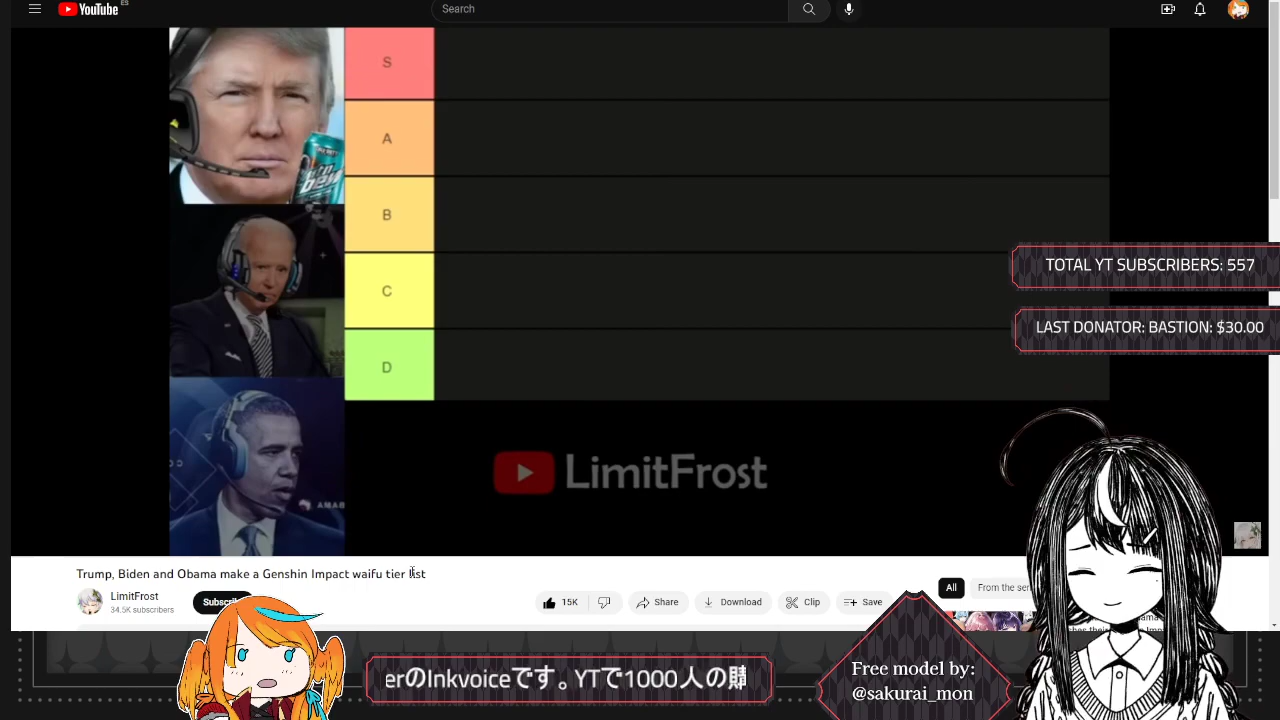 YouTube ES
Search
S
A
B
C
D
LimitFrost
TOTAL YT SUBSCRIBERS: 557
LAST DONATOR: BASTION: $30.00
Trump, Biden and Obama make a Genshin Impact waifu tier list
LimitFrost
34.5K subscribers
15K
Share
Download
Clip
Save
All
From the ser
erのInkvoiceです。YTで1000人の購
Free model by:
@sakurai_mon